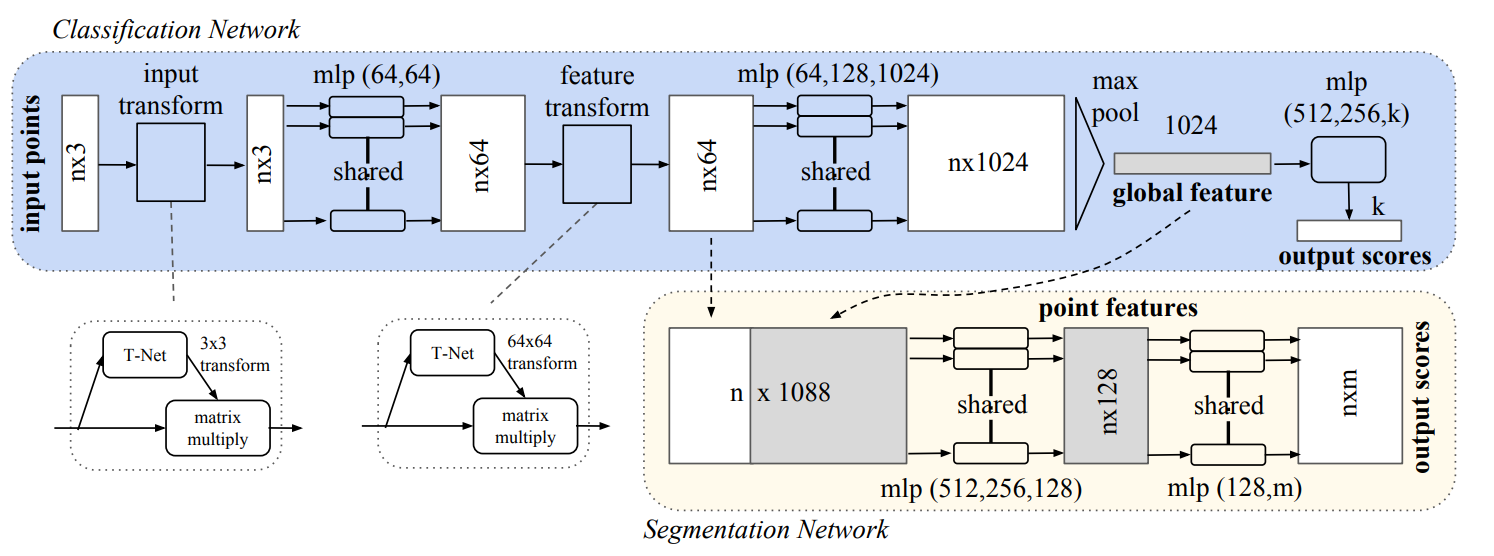 Classification Network
input points
nx3
input
transform
nx3
mlp (64,64)
shared
nx64
feature
transform
nx64
mlp (64,128,1024)
shared
nx1024
max
pool
1024
global feature
mlp
(512,256,k)
k
output scores
T-Net
3x3
transform
matrix
multiply
T-Net
64x64
transform
matrix
multiply
point features
n x 1088
shared
mlp (512,256,128)
nx128
shared
mlp (128,m)
nxm
output scores
Segmentation Network